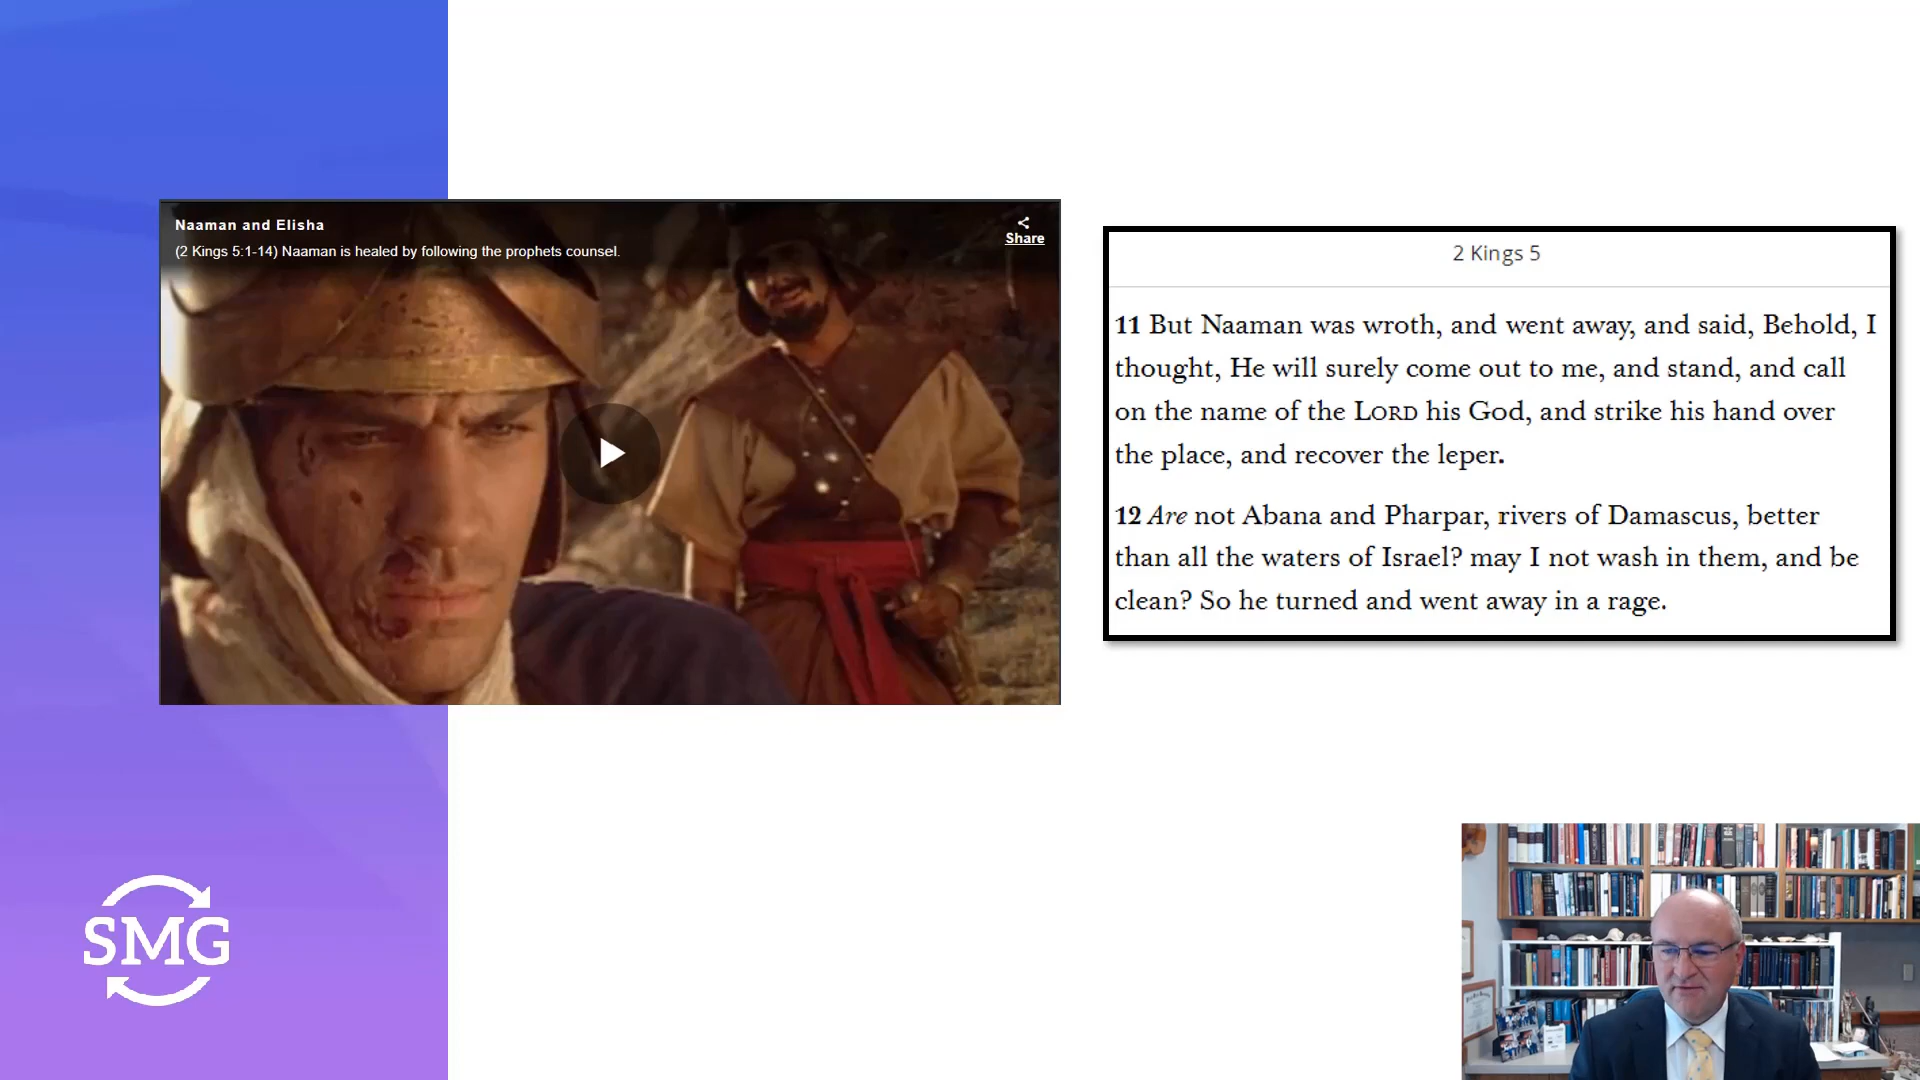 Naaman and Elisha
Share
(2 Kings 5:1-14) Naaman is healed by following the prophets counsel.
2 Kings 5
11 But Naaman was wroth, and went away, and said, Behold, I
thought, He will surely come out to me, and stand, and call
on the name of the LORD his God, and strike his hand over
the place, and recover the leper.
12 Are not Abana and Pharpar, rivers of Damascus, better
than all the waters of Israel? may I not wash in them, and be
clean? So he turned and went away in a rage.
SMG